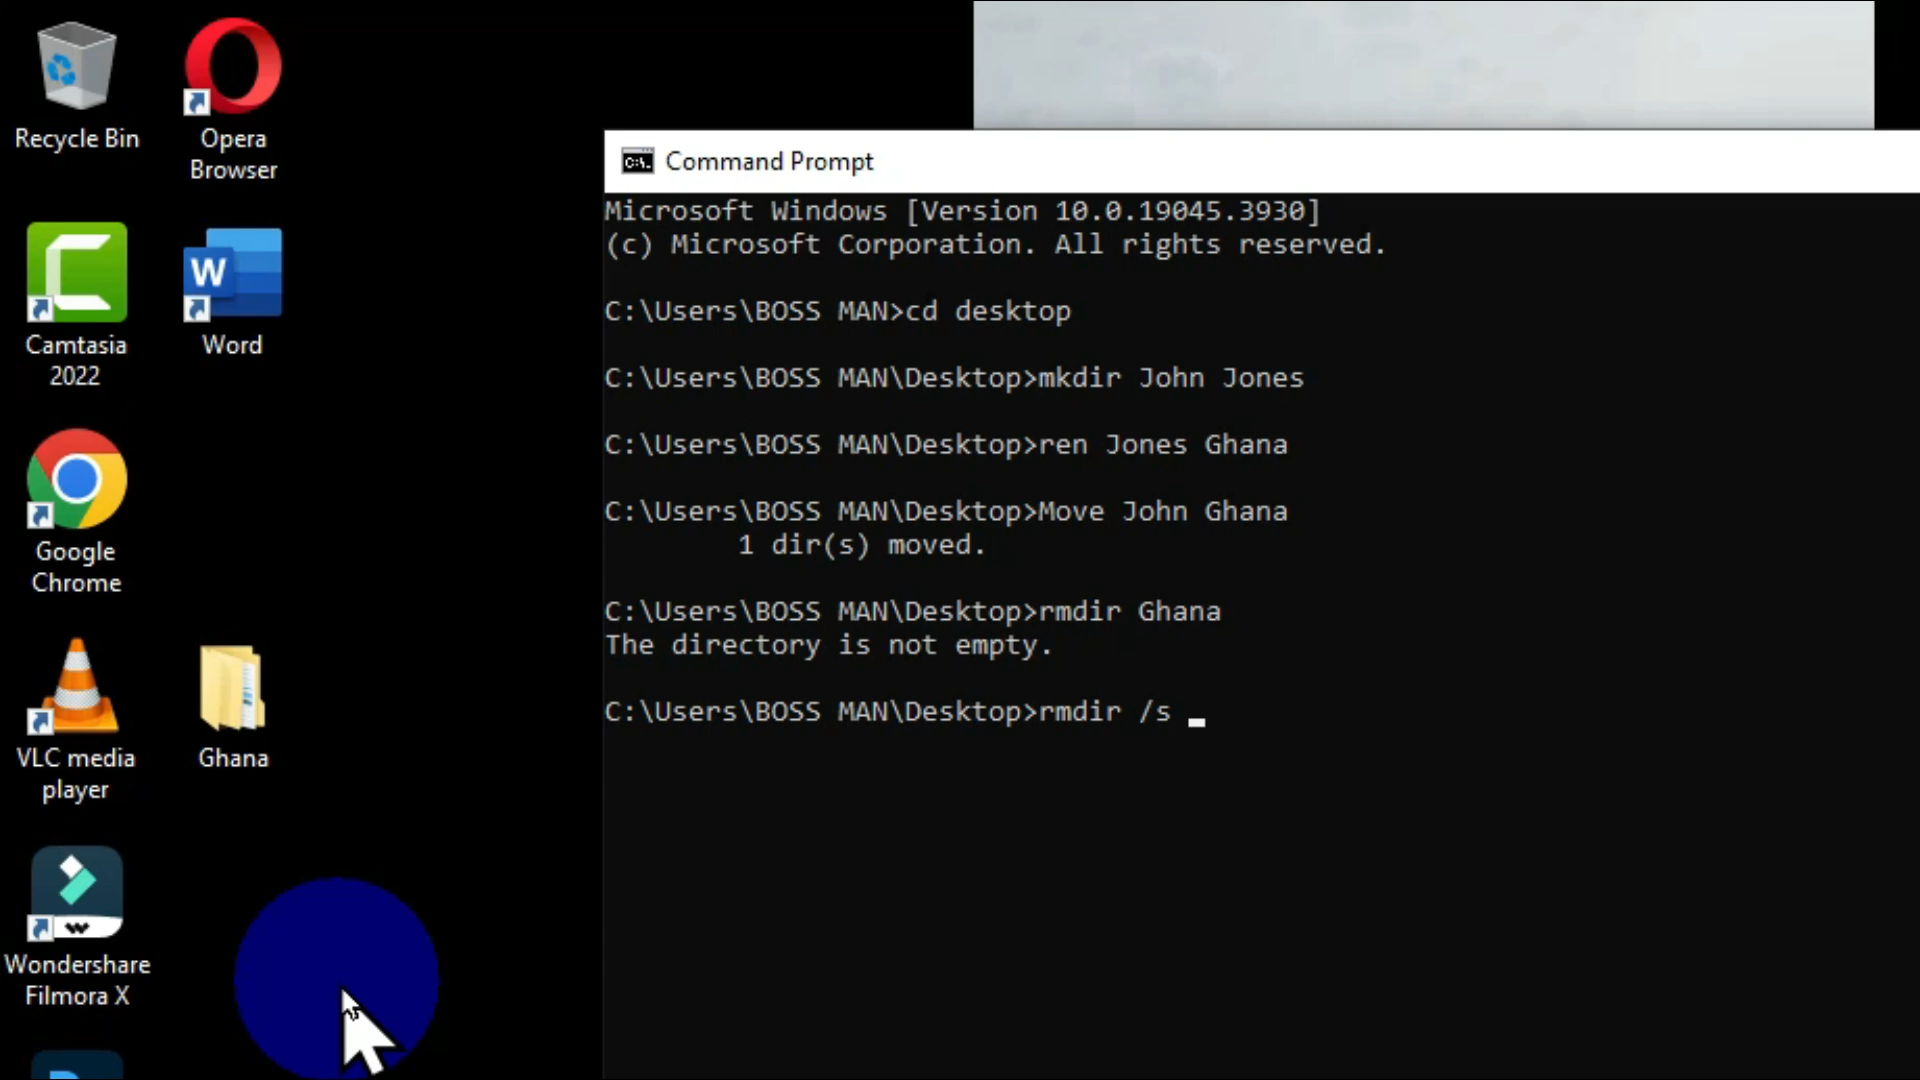 Recycle Bin
Opera
Browser
Camtasia
2022
W
Word
Google
Chrome
VLC media
player
Ghana
Wondershare
Filmora X
C:\.
Command Prompt
Microsoft Windows [Version 10.0.19045.3930]
(c) Microsoft Corporation. All rights reserved.
C:\Users\BOSS MAN>cd desktop
C:\Users\BOSS MAN\Desktop>mkdir John Jones
C:\Users\BOSS MAN\Desktop>ren Jones Ghana
C:\Users\BOSS MAN\Desktop>Move John Ghana
1 dir(s) moved.
C:\Users\BOSS MAN\Desktop>rmdir Ghana
The directory is not empty.
C:\Users\BOSS MAN\Desktop>rmdir /s _